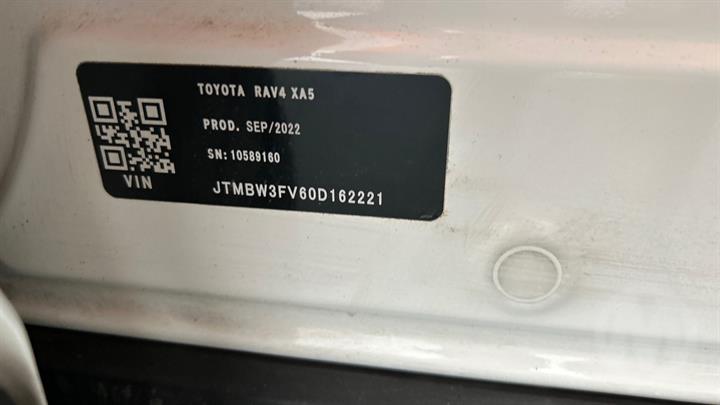 TOYOTA RAV4 XA5
PROD. SEP/2022
SN: 10589160
VIN
JTMBW3FV60D162221